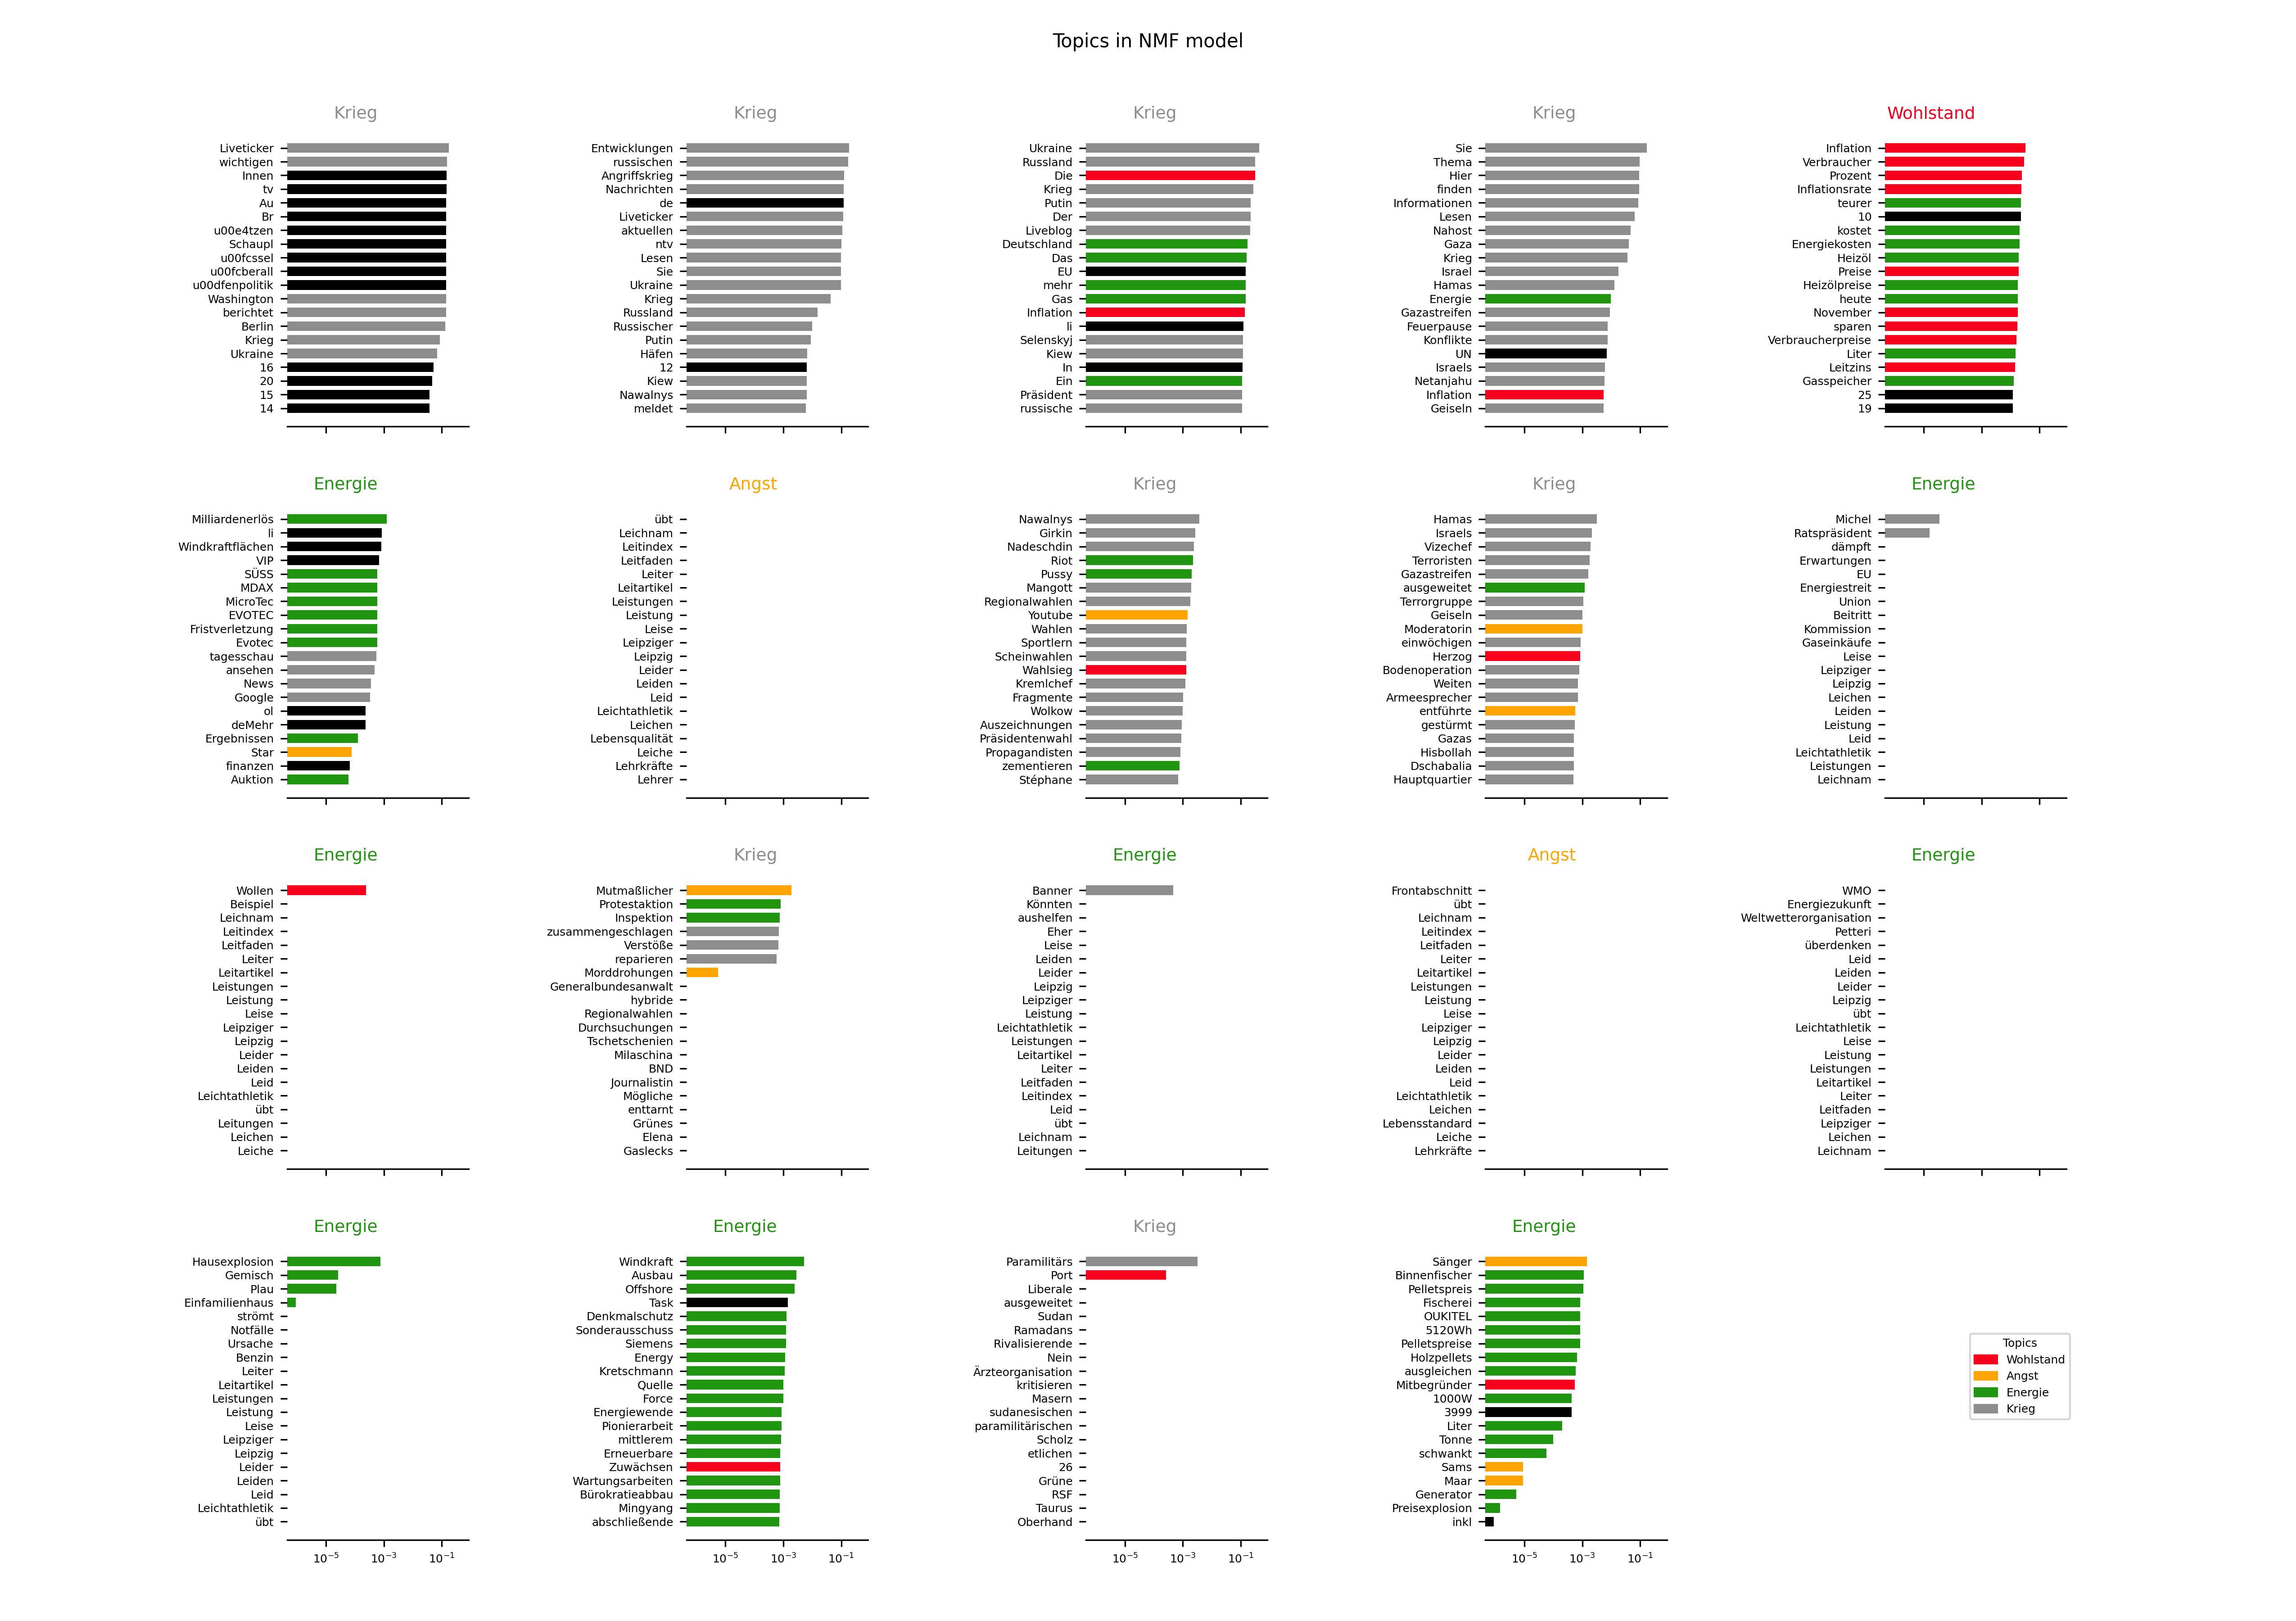 Topics in NMF model
Krieg
Liveticker
wichtigen
Innen
tv
Au
Br
u00e4tzen
Schaupl
u00fcssel
u00fcberall
u00dfenpolitik
Washington
berichtet
Berlin
Krieg
Ukraine
16
20
15
14
Krieg
Entwicklungen
russischen
Angriffskrieg
Nachrichten
de
Liveticker
aktuellen
ntv
Lesen
Sie
Ukraine
Krieg
Russland
Russischer
Putin
Häfen
12
Kiew
Nawalnys
meldet
Krieg
Ukraine
Russland
Die
Krieg
Putin
Der
Liveblog
Deutschland
Das
EU
mehr
Gas
Inflation
li
Selenskyj
Kiew
In
Ein
Präsident
russische
Krieg
Sie
Thema
Hier
finden
Informationen
Lesen
Nahost
Gaza
Krieg
Israel
Hamas
Energie
Gazastreifen
Feuerpause
Konflikte
UN
Israels
Netanjahu
Inflation
Geiseln
Wohlstand
Inflation
Verbraucher
Prozent
Inflationsrate
teurer
10
kostet
Energiekosten
Heizöl
Preise
Heizölpreise
heute
November
sparen
Verbraucherpreise
Liter
Leitzins
Gasspeicher
25
19
Energie
Milliardenerlös
li
Windkraftflächen
VIP
SÜSS
MDAX
MicroTec
EVOTEC
Fristverletzung
Evotec
tagesschau
ansehen
News
Google
ol
deMehr
Ergebnissen
Star
finanzen
Auktion
Angst
übt
Leichnam
Leitindex
Leitfaden
Leiter
Leitartikel
Leistungen
Leistung
Leise
Leipziger
Leipzig
Leider
Leiden
Leid
Leichtathletik
Leichen
Lebensqualität
Leiche
Lehrkräfte
Lehrer
Krieg
Nawalnys
Girkin
Nadeschdin
Riot
Pussy
Mangott
Regionalwahlen
Youtube
Wahlen
Sportlern
Scheinwahlen
Wahlsieg
Kremlchef
Fragmente
Wolkow
Auszeichnungen
Präsidentenwahl
Propagandisten
zementieren
Stéphane
Krieg
Hamas
Israels
Vizechef
Terroristen
Gazastreifen
ausgeweitet
Terrorgruppe
Geiseln
Moderatorin
einwöchigen
Herzog
Bodenoperation
Weiten
Armeesprecher
entführte
gestürmt
Gazas
Hisbollah
Dschabalia
Hauptquartier
Energie
Michel
Ratspräsident
dämpft
Erwartungen
EU
Energiestreit
Union
Beitritt
Kommission
Gaseinkäufe
Leise
Leipziger
Leipzig
Leichen
Leiden
Leistung
Leid
Leichtathletik
Leistungen
Leichnam
Energie
Wollen
Beispiel
Leichnam
Leitindex
Leitfaden
Leiter
Leitartikel
Leistungen
Leistung
Leise
Leipziger
Leipzig
Leider
Leiden
Leid
Leichtathletik
übt
Leitungen
Leichen
Leiche
Krieg
Mutmaßlicher
Protestaktion
Inspektion
zusammengeschlagen
Verstöße
reparieren
Morddrohungen
Generalbundesanwalt
hybride
Regionalwahlen
Durchsuchungen
Tschetschenien
Milaschina
BND
Journalistin
Mögliche
enttarnt
Grünes
Elena
Gaslecks
Energie
Banner
Könnten
aushelfen
Eher
Leise
Leiden
Leider
Leipzig
Leipziger
Leistung
Leichtathletik
Leistungen
Leitartikel
Leiter
Leitfaden
Leitindex
Leid
übt
Leichnam
Leitungen
Angst
Frontabschnitt
übt
Leichnam
Leitindex
Leitfaden
Leiter
Leitartikel
Leistungen
Leistung
Leise
Leipziger
Leipzig
Leider
Leiden
Leid
Leichtathletik
Leichen
Lebensstandard
Leiche
Lehrkräfte
Energie
WMO
Energiezukunft
Weltwetterorganisation
Petteri
überdenken
Leid
Leiden
Leider
Leipzig
übt
Leichtathletik
Leise
Leistung
Leistungen
Leitartikel
Leiter
Leitfaden
Leipziger
Leichen
Leichnam
Energie
Hausexplosion
Gemisch
Plau
Einfamilienhaus
strömt
Notfälle
Ursache
Benzin
Leiter
Leitartikel
Leistungen
Leistung
Leise
Leipziger
Leipzig
Leider
Leiden
Leid
Leichtathletik
übt
10⁻⁵ 10⁻³ 10⁻¹
Energie
Windkraft
Ausbau
Offshore
Task
Denkmalschutz
Sonderausschuss
Siemens
Energy
Kretschmann
Quelle
Force
Energiewende
Pionierarbeit
mittlerem
Erneuerbare
Zuwächsen
Wartungsarbeiten
Bürokratieabbau
Mingyang
abschließende
10⁻⁵ 10⁻³ 10⁻¹
Krieg
Paramilitärs
Port
Liberale
ausgeweitet
Sudan
Ramadans
Rivalisierende
Nein
Ärzteorganisation
kritisieren
Masern
sudanesischen
paramilitärischen
Scholz
etlichen
26
Grüne
RSF
Taurus
Oberhand
10⁻⁵ 10⁻³ 10⁻¹
Energie
Sänger
Binnenfischer
Pelletspreis
Fischerei
OUKITEL
5120Wh
Pelletspreise
Holzpellets
ausgleichen
Mitbegründer
1000W
3999
Liter
Tonne
schwankt
Sams
Maar
Generator
Preisexplosion
inkl
10⁻⁵ 10⁻³ 10⁻¹
Topics
Wohlstand
Angst
Energie
Krieg